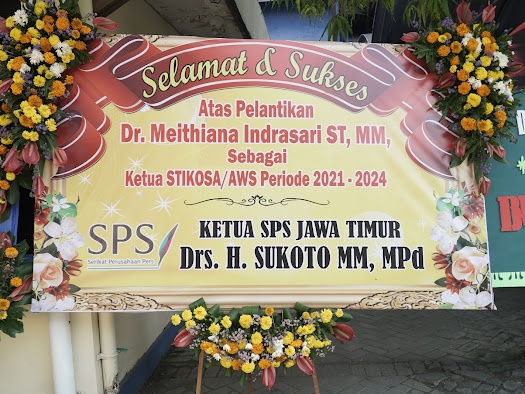 Selamat & Sukses
Atas Pelantikan
Dr. Meithiana Indrasari ST, MM,
Sebagai
Ketua STIKOSA/AWS Periode 2021 - 2024
SPS
Serikat Perusahaan Pers
KETUA SPS JAWA TIMUR
Drs. H. SUKOTO MM, MPd